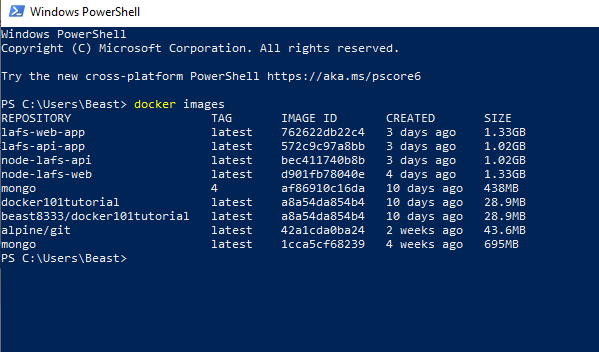 Windows PowerShell
Windows PowerShell
Copyright (C) Microsoft Corporation. All rights reserved.
Try the new cross-platform PowerShell https://aka.ms/pscore6
PS C:\Users\Beast> docker images
REPOSITORY TAG IMAGE ID CREATED SIZE
lafs-web-app latest 762622db22c4 3 days ago 1.33GB
lafs-api-app latest 572c9c97a8bb 3 days ago 1.02GB
node-lafs-api latest bec411740b8b 3 days ago 1.02GB
node-lafs-web latest d901fb78040e 4 days ago 1.33GB
mongo 4 af86910c16da 10 days ago 438MB
docker101tutorial latest a8a54da854b4 10 days ago 28.9MB
beast8333/docker101tutorial latest a8a54da854b4 10 days ago 28.9MB
alpine/git latest 42a1cda0ba24 2 weeks ago 43.6MB
mongo latest 1cca5cf68239 4 weeks ago 695MB
PS C:\Users\Beast>